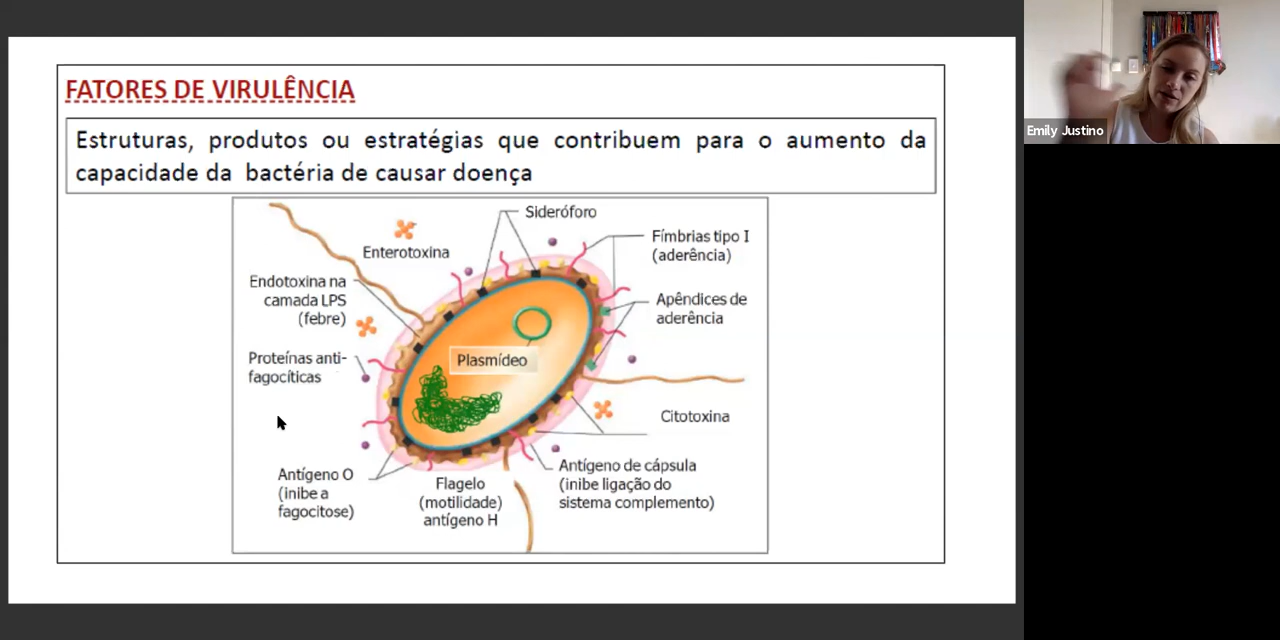 FATORES DE VIRULÊNCIA
Estruturas, produtos ou estratégias que contribuem para o aumento da
capacidade da bactéria de causar doença
Sideróforo
Enterotoxina
Fímbrias tipo I
(aderência)
Endotoxina na
camada LPS
(febre)
Apêndices de
aderência
Proteínas anti-
fagocíticas
Plasmídeo
Citotoxina
Antígeno O
(inibe a
fagocitose)
Flagelo
(motilidade)
antígeno H
Antígeno de cápsula
(inibe ligação do
sistema complemento)
Emily Justino